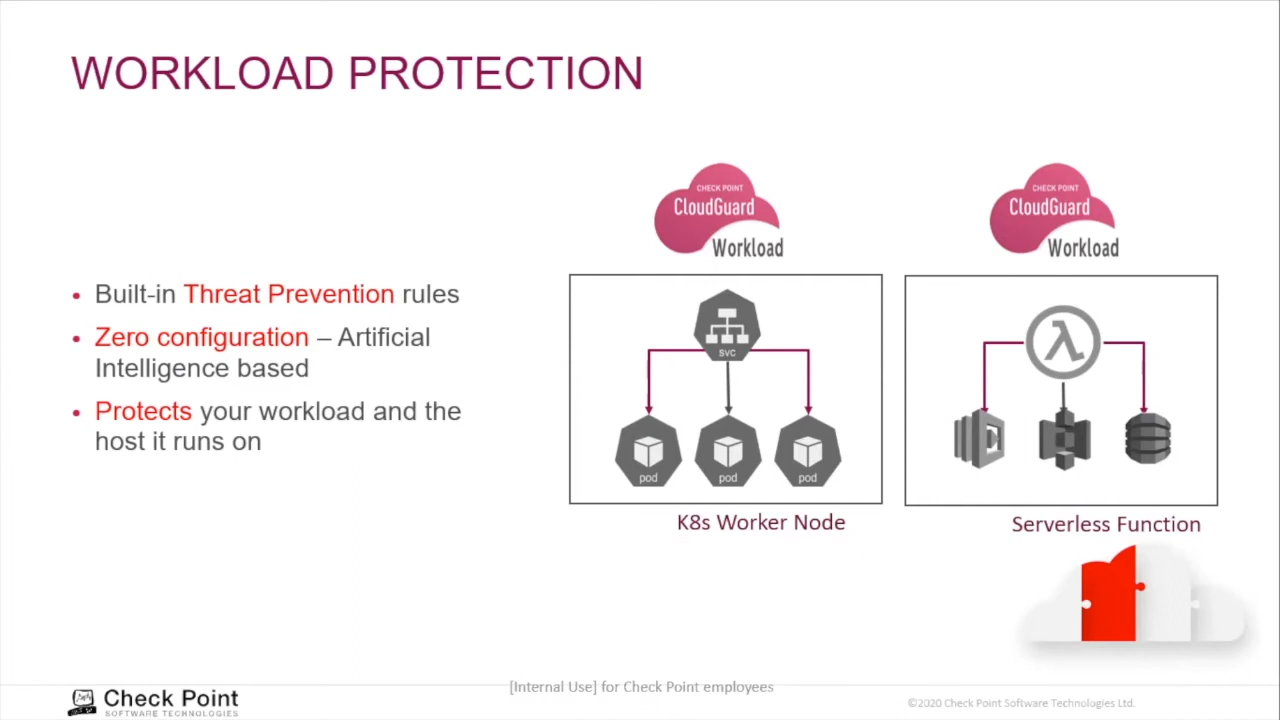 WORKLOAD PROTECTION
• Built-in Threat Prevention rules
• Zero configuration – Artificial
Intelligence based
• Protects your workload and the
host it runs on
CHECK POINT
CloudGuard
Workload
svc
pod
pod
pod
K8s Worker Node
CHECK POINT
CloudGuard
Workload
λ
Serverless Function
Check Point
SOFTWARE TECHNOLOGIES
[Internal Use] for Check Point employees
©2020 Check Point Software Technologies Ltd.